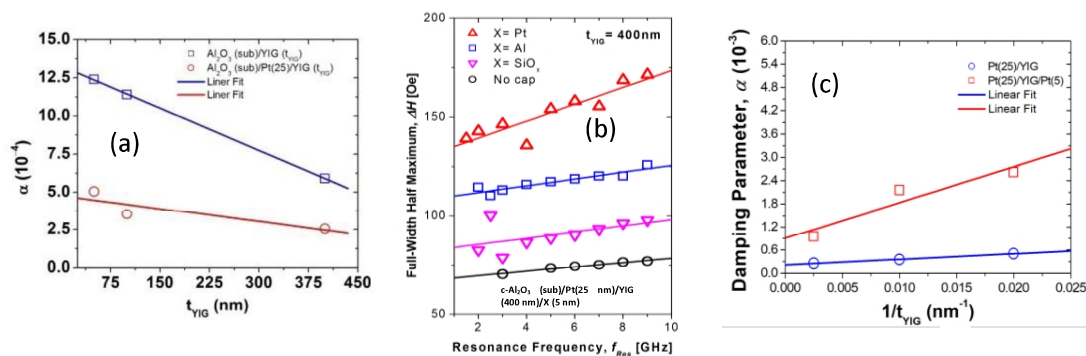 15.0
12.5
10.0
7.5
5.0
2.5
0.0
α (10⁻⁴)
Al₂O₃ (sub)/YIG (t_YIG)
Al₂O₃ (sub)/Pt(25)/YIG (t_YIG)
Liner Fit
Liner Fit
(a)
75 150 225 300 375 450
t_YIG (nm)
200
150
100
50
Full-Width Half Maximum, ΔH [Oe]
X= Pt
X= Al
X= SiOₓ
No cap
t_YIG = 400nm
(b)
c-Al₂O₃ (sub)/Pt(25 nm)/YIG
(400 nm)/X (5 nm)
2 4 6 8 10
Resonance Frequency, f_Res [GHz]
6.0
5.4
4.8
4.2
3.6
3.0
2.4
1.8
1.2
0.6
0.0
Damping Parameter, α (10⁻³)
(c)
Pt(25)/YIG
Pt(25)/YIG/Pt(5)
Linear Fit
Linear Fit
0.000 0.005 0.010 0.015 0.020 0.025
1/t_YIG (nm⁻¹)